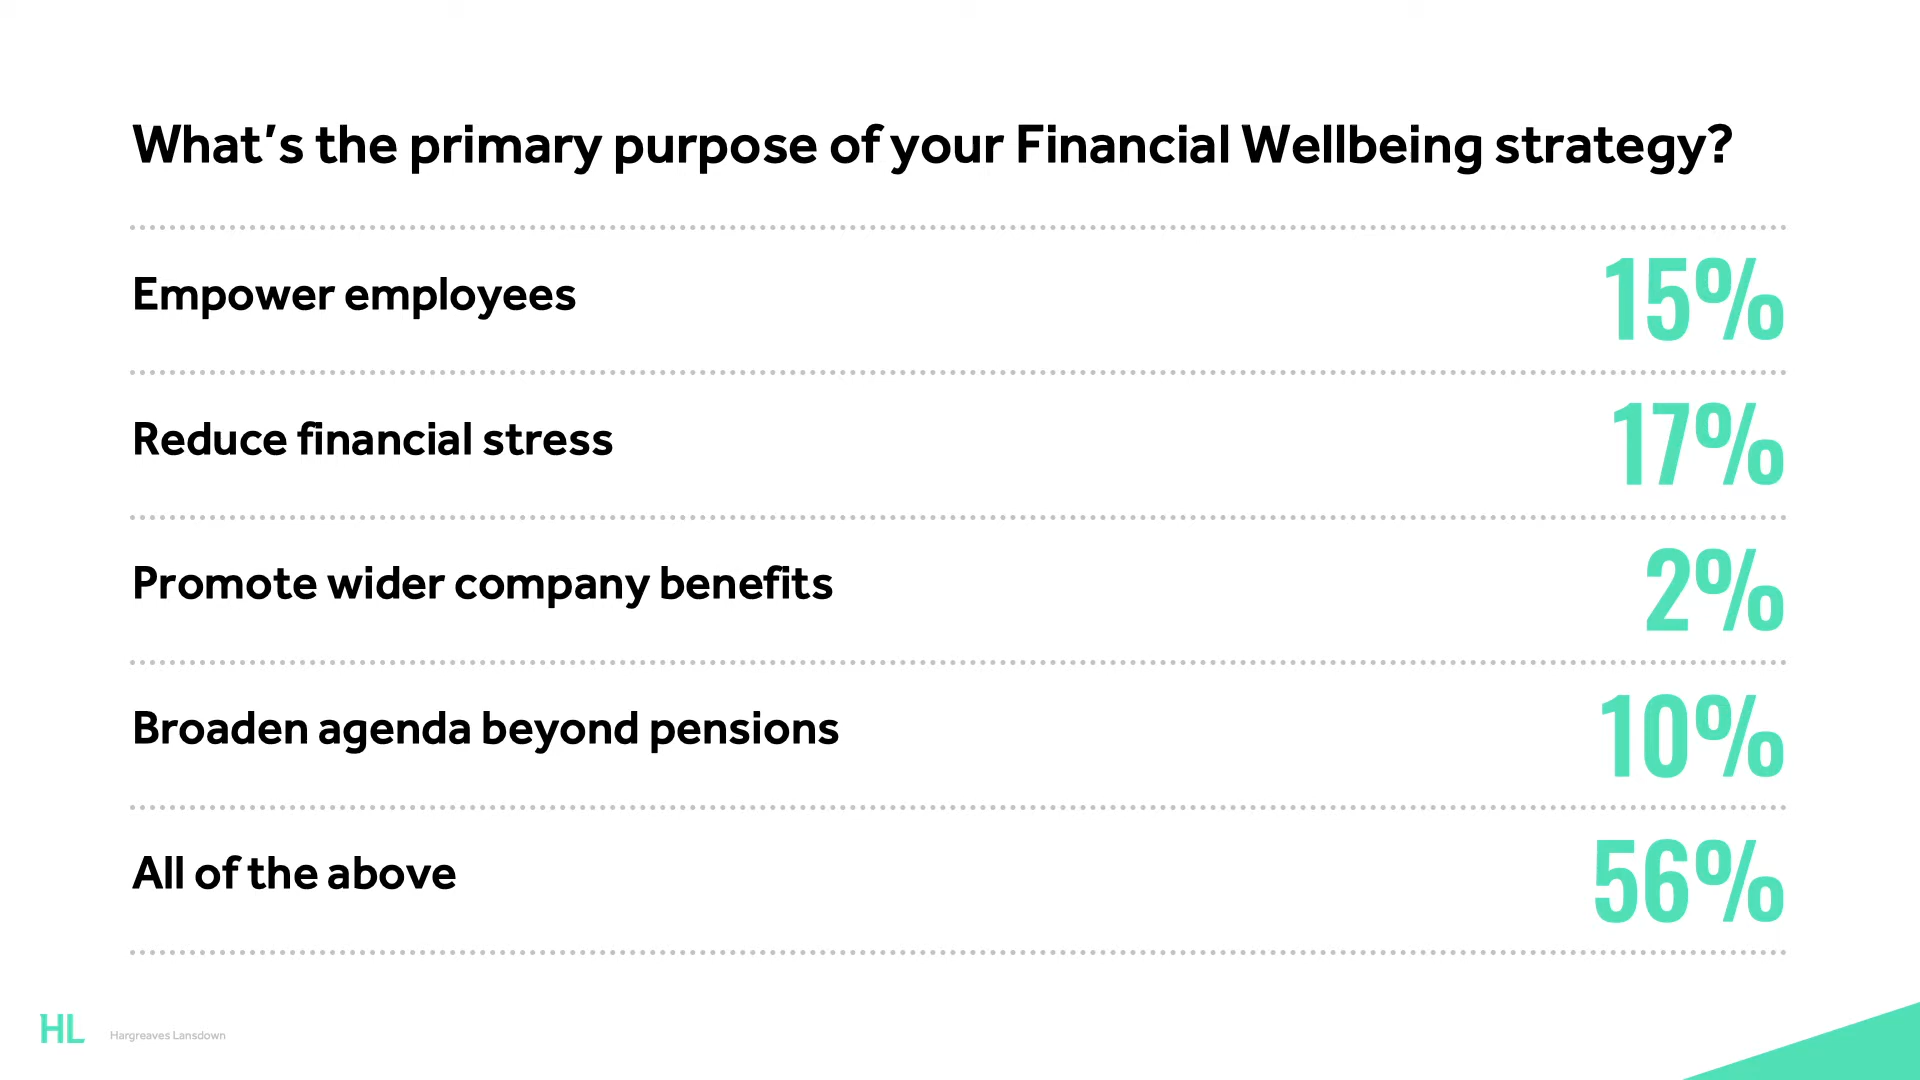 What's the primary purpose of your Financial Wellbeing strategy?
Empower employees 15%
Reduce financial stress 17%
Promote wider company benefits 2%
Broaden agenda beyond pensions 10%
All of the above 56%
HL Hargreaves Lansdown